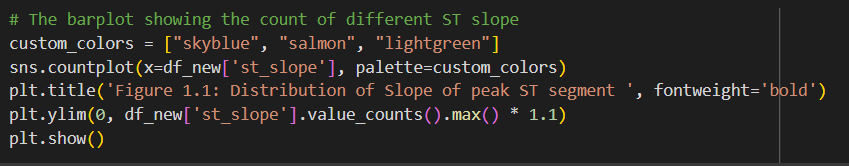 # The barplot showing the count of different ST slope
custom_colors = ["skyblue", "salmon", "lightgreen"]
sns.countplot(x=df_new['st_slope'], palette=custom_colors)
plt.title('Figure 1.1: Distribution of Slope of peak ST segment ', fontweight='bold')
plt.ylim(0, df_new['st_slope'].value_counts().max() * 1.1)
plt.show()